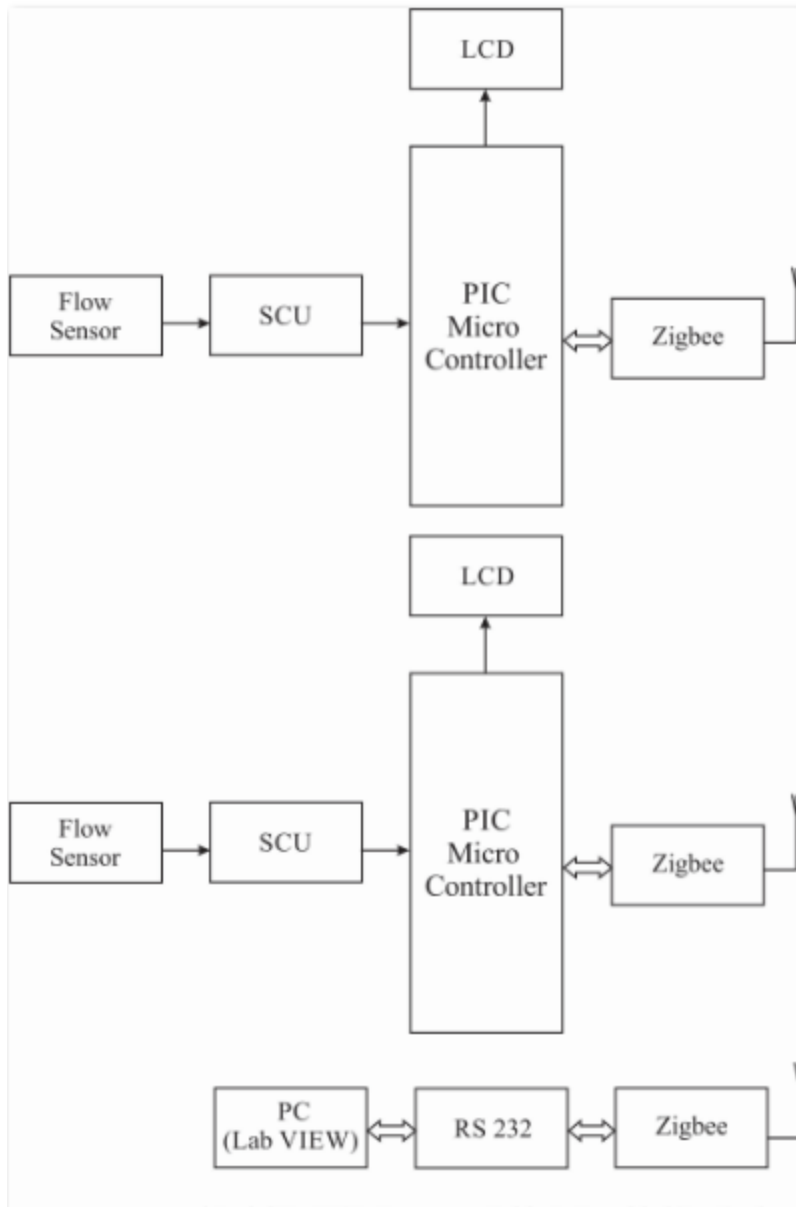 LCD
Flow
Sensor
SCU
PIC
Micro
Controller
Zigbee
LCD
Flow
Sensor
SCU
PIC
Micro
Controller
Zigbee
PC
(Lab VIEW)
RS 232
Zigbee